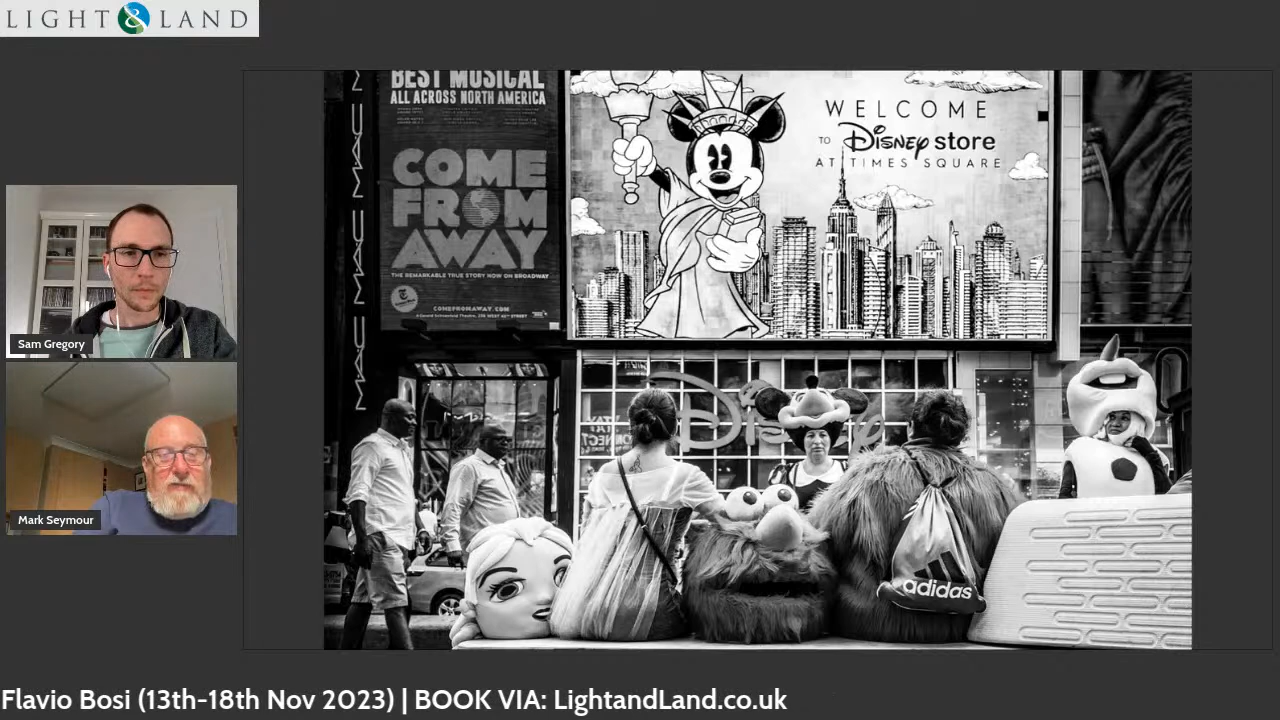 LIGHT & LAND
BEST MUSICAL
ALL ACROSS NORTH AMERICA
COME
FROM
AWAY
THE REMARKABLE TRUE STORY NOW ON BROADWAY
COMEFROMAWAY.COM
MAC MAC MAC M
WELCOME
TO Disney store
AT TIMES SQUARE
Disney
adidas
Sam Gregory
Mark Seymour
Flavio Bosi (13th-18th Nov 2023) | BOOK VIA: LightandLand.co.uk